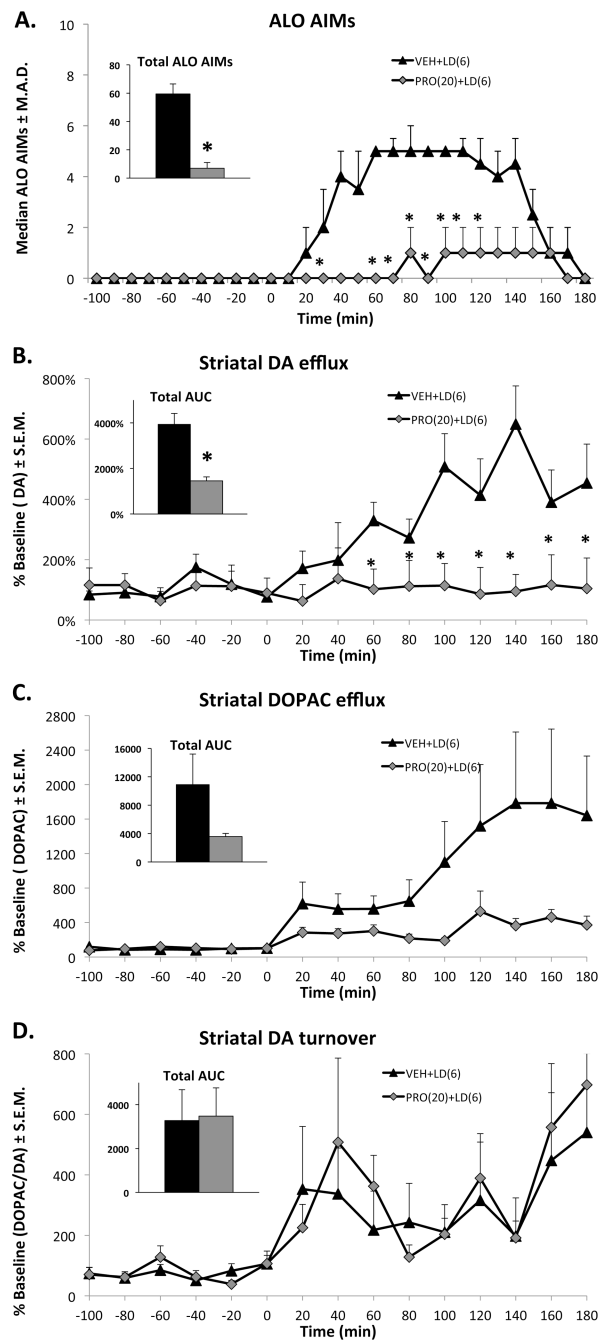 A.
ALO AIMs
Median ALO AIMs ± M.A.D.
10
8
6
4
2
0
Total ALO AIMs
80
60
40
20
0
*
VEH+LD(6)
PRO(20)+LD(6)
* * * * * * * *
-100 -80 -60 -40 -20 0 20 40 60 80 100 120 140 160 180
Time (min)
B.
Striatal DA efflux
% Baseline ( DA) ± S.E.M.
800%
600%
400%
200%
0%
Total AUC
4000%
2000%
0%
*
VEH+LD(6)
PRO(20)+LD(6)
* * * * * * *
-100 -80 -60 -40 -20 0 20 40 60 80 100 120 140 160 180
Time (min)
C.
Striatal DOPAC efflux
% Baseline ( DOPAC) ± S.E.M.
2800
2400
2000
1600
1200
800
400
0
Total AUC
16000
12000
8000
4000
0
VEH+LD(6)
PRO(20)+LD(6)
-100 -80 -60 -40 -20 0 20 40 60 80 100 120 140 160 180
Time (min)
D.
Striatal DA turnover
% Baseline (DOPAC/DA) ± S.E.M.
800
600
400
200
0
Total AUC
4000
2000
0
VEH+LD(6)
PRO(20)+LD(6)
-100 -80 -60 -40 -20 0 20 40 60 80 100 120 140 160 180
Time (min)